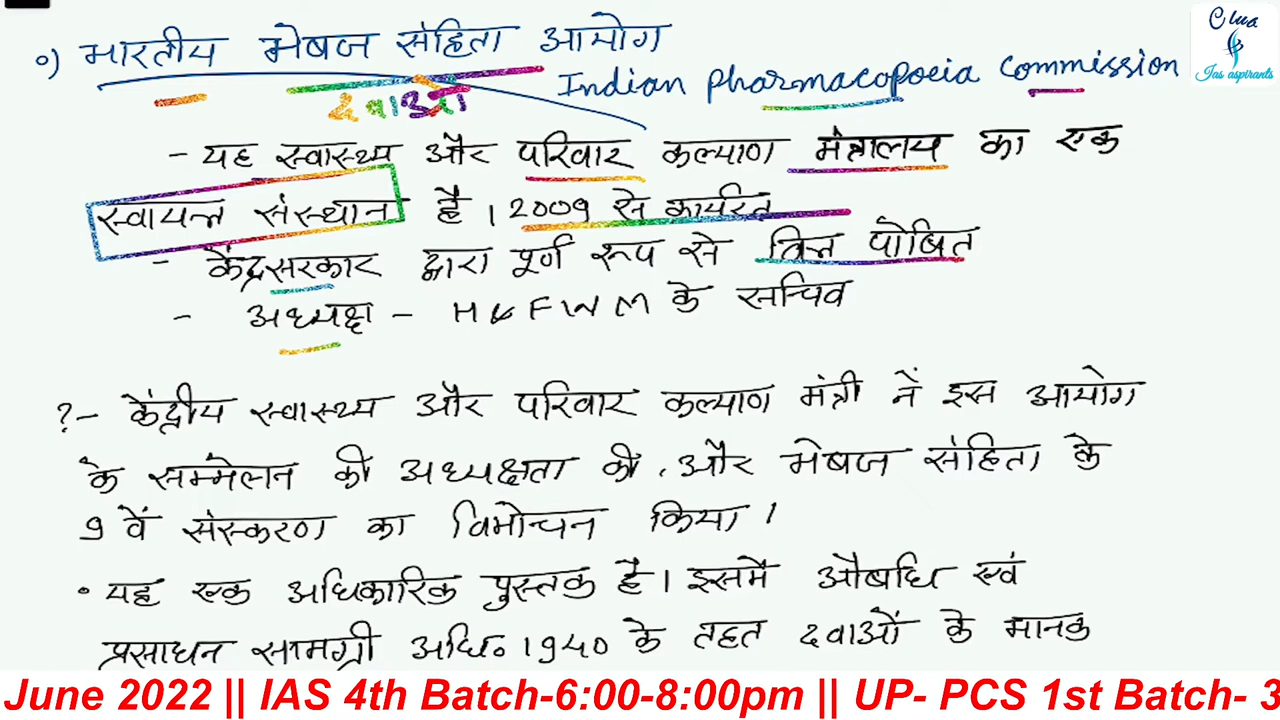 ०) भारतीय भेषज संहिता आयोग
Indian Pharmacopoeia Commission
दवाओं
Clua
Ias aspirants
- यह स्वास्थ्य और परिवार कल्याण मंत्रालय का एक
स्वायत्त संस्थान है। 2009 से कार्यरत
- केंद्र सरकार द्वारा पूर्ण रूप से वित्त पोषित
- अध्यक्ष - H & F W M के सचिव
?- केंद्रीय स्वास्थ्य और परिवार कल्याण मंत्री नें इस आयोग
के सम्मेलन की अध्यक्षता की, और भेषज संहिता के
9 वें संस्करण का विमोचन किया।
• यह एक अधिकारिक पुस्तक है। इसमें औषधि एवं
प्रसाधन सामग्री अधि० 1940 के तहत दवाओं के मानक
June 2022 || IAS 4th Batch-6:00-8:00pm || UP- PCS 1st Batch- 3